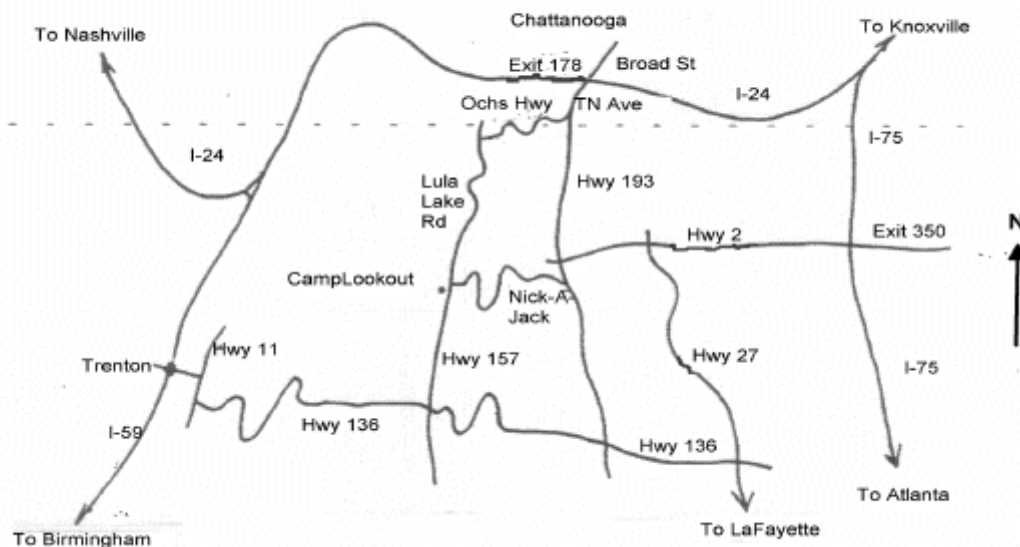 Chattanooga
To Nashville
To Knoxville
Exit 178
Broad St
I-24
Ochs Hwy
TN Ave
I-75
I-24
Lula
Lake
Rd
Hwy 193
Hwy 2
Exit 350
N
CampLookout
Nick-A-
Jack
Hwy 11
Trenton
Hwy 157
Hwy 27
I-75
Hwy 136
I-59
Hwy 136
To Atlanta
To LaFayette
To Birmingham